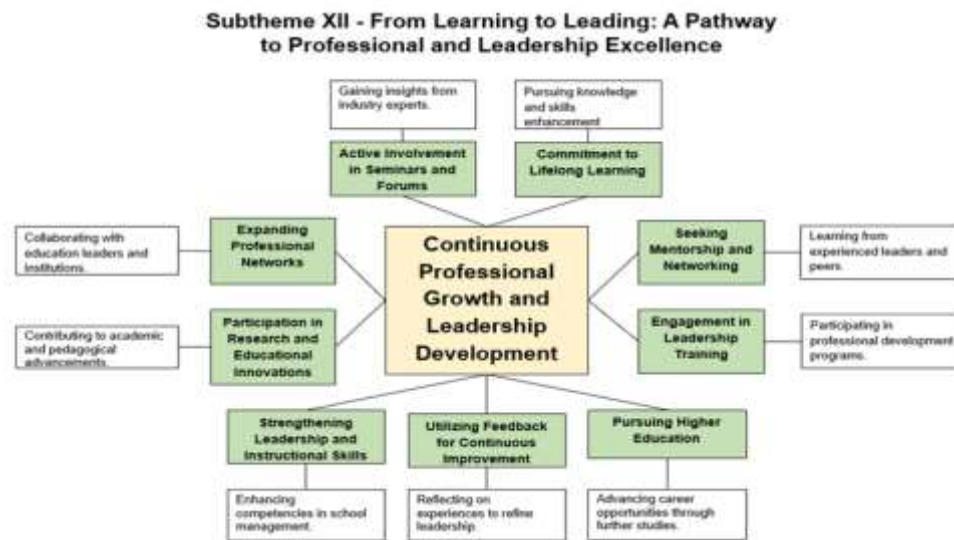 Subtheme XII - From Learning to Leading: A Pathway
to Professional and Leadership Excellence
Gaining insights from
industry experts.
Pursuing knowledge
and skills
enhancement
Active Involvement
in Seminars and
Forums
Commitment to
Lifelong Learning
Collaborating with
education leaders and
institutions.
Expanding
Professional
Networks
Continuous
Professional
Growth and
Leadership
Development
Seeking
Mentorship and
Networking
Learning from
experienced leaders and
peers.
Contributing to academic
and pedagogical
advancements.
Participation in
Research and
Educational
Innovations
Engagement in
Leadership
Training
Participating in
professional development
programs.
Strengthening
Leadership and
Instructional Skills
Utilizing Feedback
for Continuous
Improvement
Pursuing Higher
Education
Enhancing
competencies in school
management.
Reflecting on
experiences to refine
leadership.
Advancing career
opportunities through
further studies.